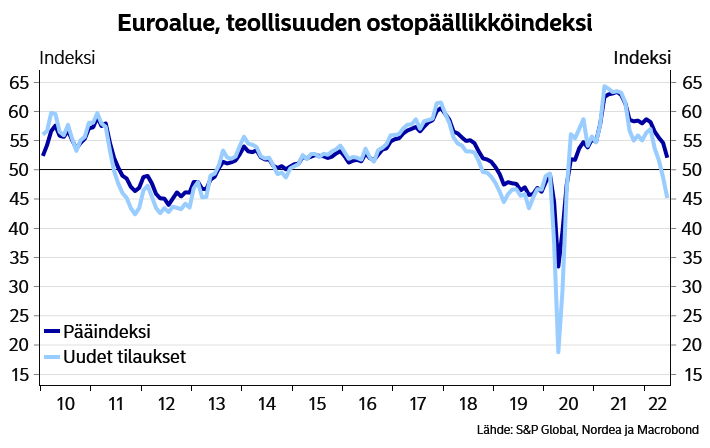 Euroalue, teollisuuden ostopäällikköindeksi
Indeksi Indeksi
65 65
60 60
55 55
50 50
45 45
40 40
35 35
30 30
25 25
20 20
15 15
Pääindeksi
Uudet tilaukset
10 11 12 13 14 15 16 17 18 19 20 21 22
Lähde: S&P Global, Nordea ja Macrobond